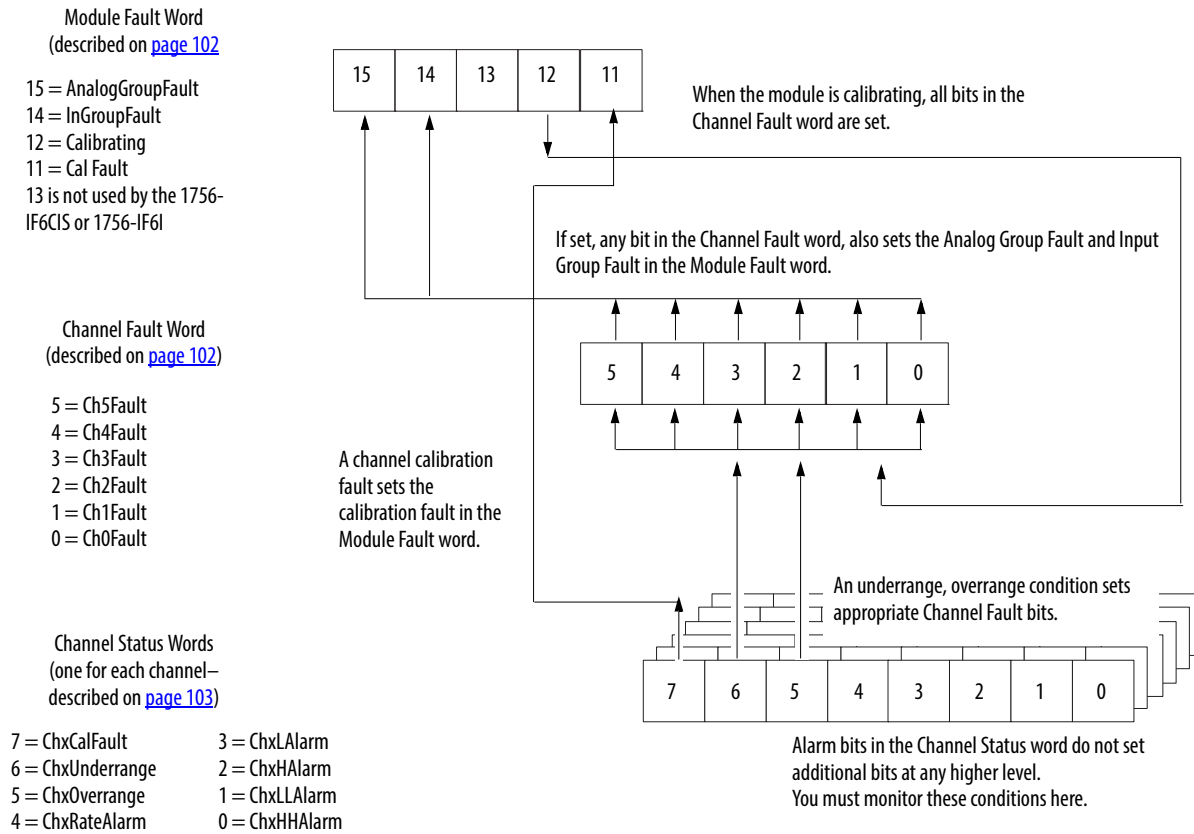 Module Fault Word
(described on page 102
15 = AnalogGroupFault
14 = InGroupFault
12 = Calibrating
11 = Cal Fault
13 is not used by the 1756-
IF6CIS or 1756-IF6I
15 14 13 12 11
When the module is calibrating, all bits in the
Channel Fault word are set.
If set, any bit in the Channel Fault word, also sets the Analog Group Fault and Input
Group Fault in the Module Fault word.
Channel Fault Word
(described on page 102)
5 = Ch5Fault
4 = Ch4Fault
3 = Ch3Fault
2 = Ch2Fault
1 = Ch1Fault
0 = Ch0Fault
5 4 3 2 1 0
A channel calibration
fault sets the
calibration fault in the
Module Fault word.
An underrange, overrange condition sets
appropriate Channel Fault bits.
Channel Status Words
(one for each channel–
described on page 103)
7 = ChxCalFault
6 = ChxUnderrange
5 = ChxOverrange
4 = ChxRateAlarm
3 = ChxLAlarm
2 = ChxHAlarm
1 = ChxLLAlarm
0 = ChxHHAlarm
7 6 5 4 3 2 1 0
Alarm bits in the Channel Status word do not set
additional bits at any higher level.
You must monitor these conditions here.